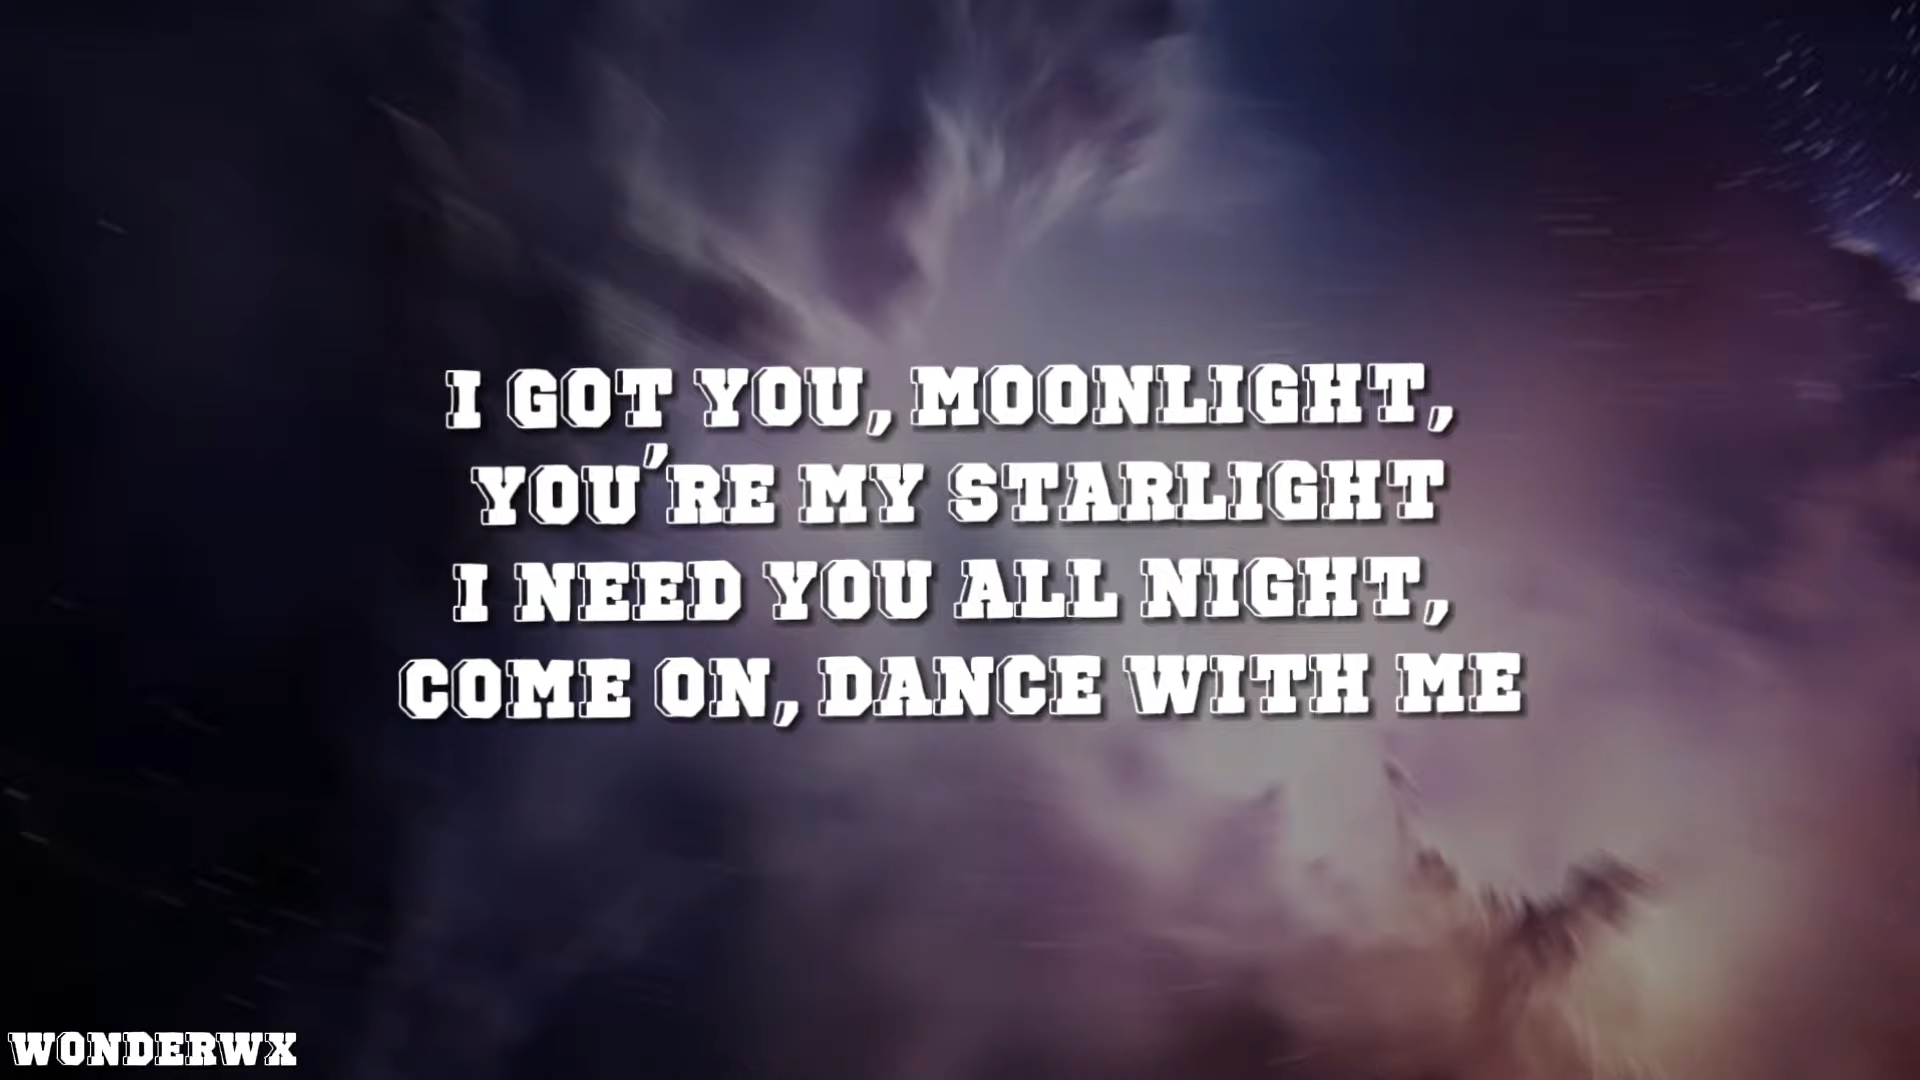 I GOT YOU, MOONLIGHT,
YOU'RE MY STARLIGHT
I NEED YOU ALL NIGHT,
COME ON, DANCE WITH ME
WONDERWX